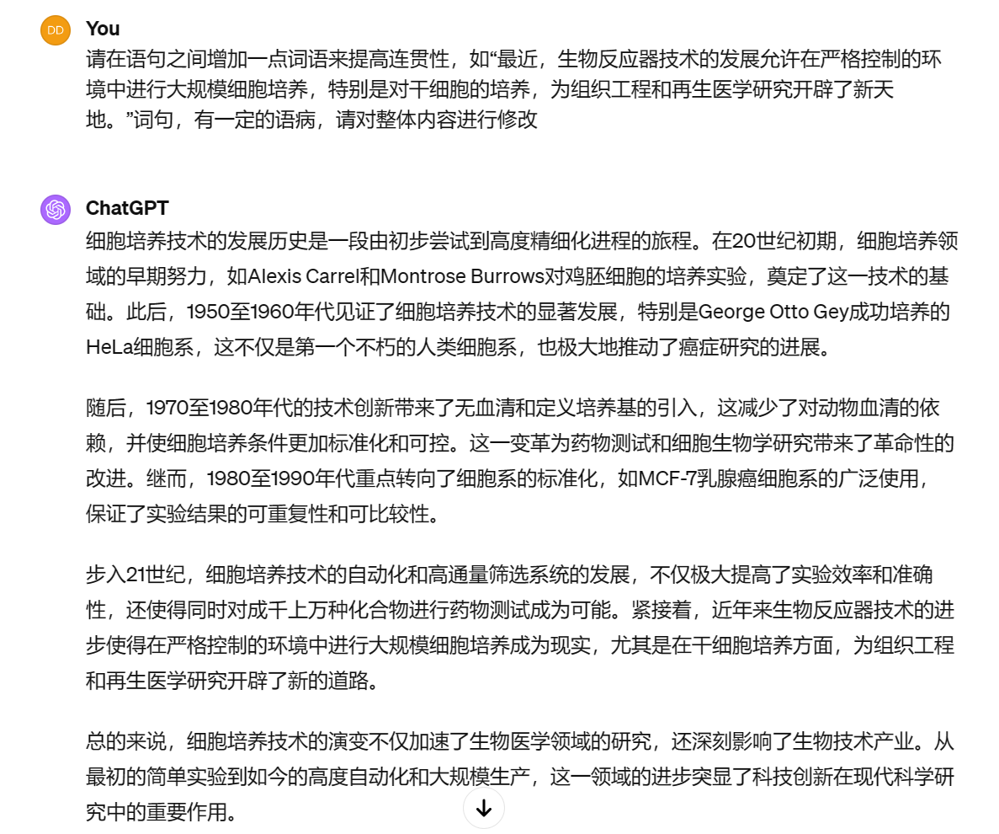 DD
You
请在语句之间增加一点词语来提高连贯性，如“最近，生物反应器技术的发展允许在严格控制的环
境中进行大规模细胞培养，特别是对干细胞的培养，为组织工程和再生医学研究开辟了新天
地。”词句，有一定的语病，请对整体内容进行修改
ChatGPT
细胞培养技术的发展历史是一段由初步尝试到高度精细化进程的旅程。在20世纪初期，细胞培养领
域的早期努力，如Alexis Carrel和Montrose Burrows对鸡胚细胞的培养实验，奠定了这一技术的基
础。此后，1950至1960年代见证了细胞培养技术的显著发展，特别是George Otto Gey成功培养的
HeLa细胞系，这不仅是第一个不朽的人类细胞系，也极大地推动了癌症研究的进展。
随后，1970至1980年代的技术创新带来了无血清和定义培养基的引入，这减少了对动物血清的依
赖，并使细胞培养条件更加标准化和可控。这一变革为药物测试和细胞生物学研究带来了革命性的
改进。继而，1980至1990年代重点转向了细胞系的标准化，如MCF-7乳腺癌细胞系的广泛使用，
保证了实验结果的可重复性和可比较性。
步入21世纪，细胞培养技术的自动化和高通量筛选系统的发展，不仅极大提高了实验效率和准确
性，还使得同时对成千上万种化合物进行药物测试成为可能。紧接着，近年来生物反应器技术的进
步使得在严格控制的环境中进行大规模细胞培养成为现实，尤其是在干细胞培养方面，为组织工程
和再生医学研究开辟了新的道路。
总的来说，细胞培养技术的演变不仅加速了生物医学领域的研究，还深刻影响了生物技术产业。从
最初的简单实验到如今的高度自动化和大规模生产，这一领域的进步突显了科技创新在现代科学研
究中的重要作用。